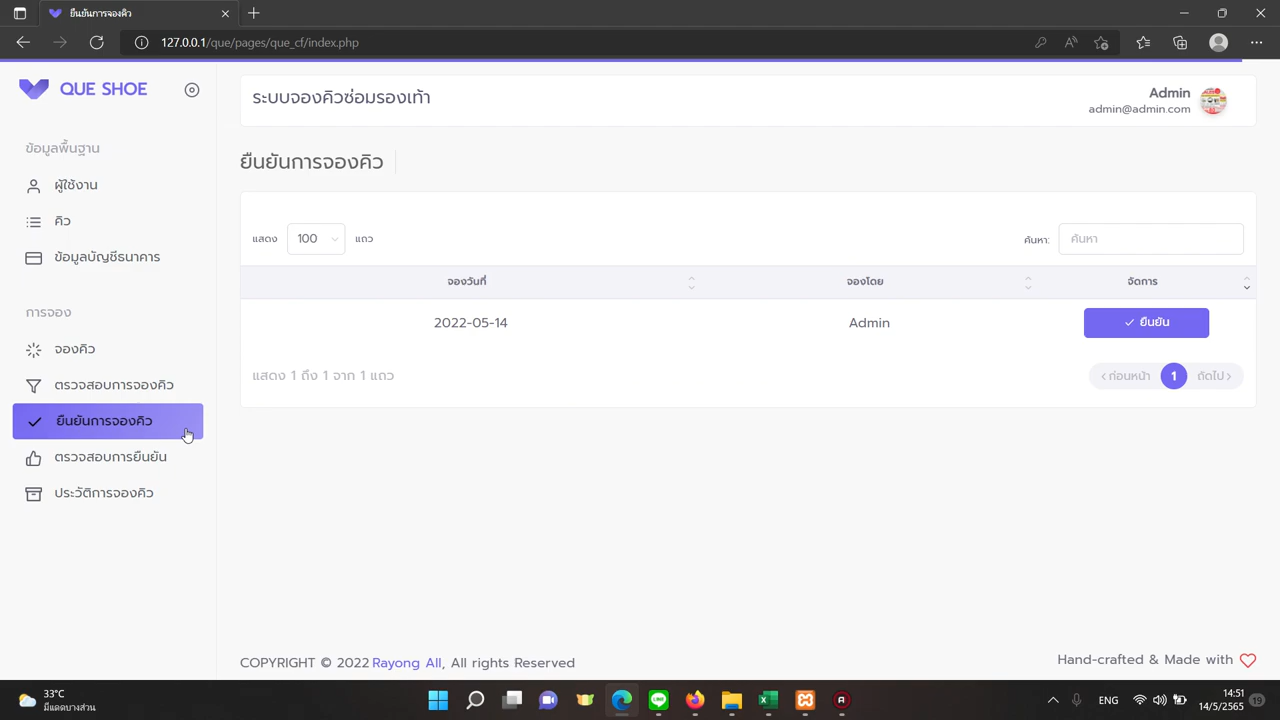 ยืนยันการจองคิว
127.0.0.1/que/pages/que_cf/index.php
QUE SHOE
ข้อมูลพื้นฐาน
ผู้ใช้งาน
คิว
ข้อมูลบัญชีธนาคาร
การจอง
จองคิว
ตรวจสอบการจองคิว
ยืนยันการจองคิว
ตรวจสอบการยืนยัน
ประวัติการจองคิว
ระบบจองคิวซ่อมรองเท้า
Admin
admin@admin.com
ยืนยันการจองคิว
แสดง 100 แถว
ค้นหา: ค้นหา
จองวันที่ จองโดย จัดการ
2022-05-14 Admin ยืนยัน
แสดง 1 ถึง 1 จาก 1 แถว
ก่อนหน้า 1 ถัดไป
COPYRIGHT © 2022 Rayong All, All rights Reserved
Hand-crafted & Made with
33°C
มีแดดบางส่วน
ENG
14:51
14/5/2565
19